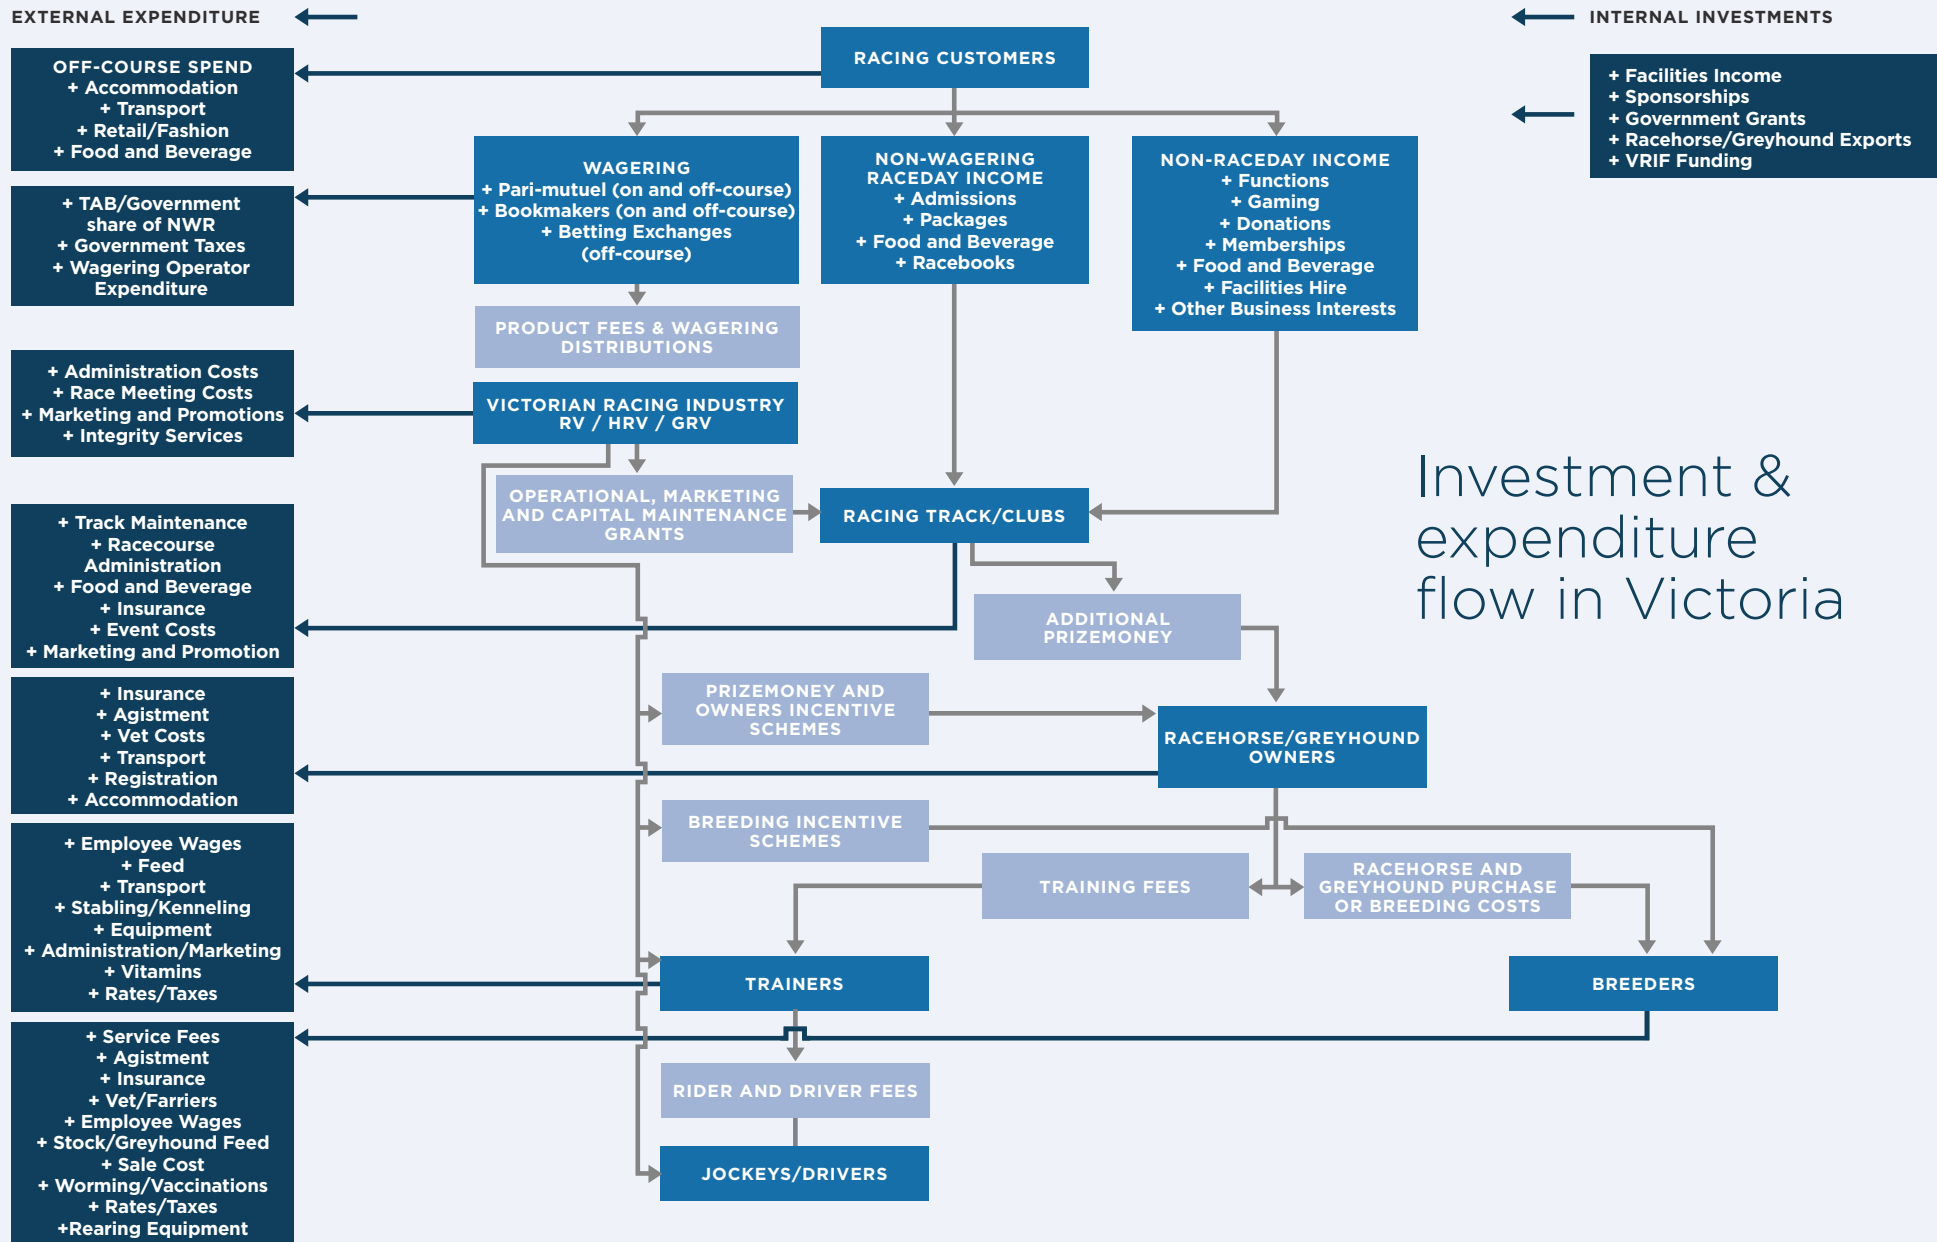 EXTERNAL EXPENDITURE
INTERNAL INVESTMENTS
OFF-COURSE SPEND
+ Accommodation
+ Transport
+ Retail/Fashion
+ Food and Beverage
RACING CUSTOMERS
+ Facilities Income
+ Sponsorships
+ Government Grants
+ Racehorse/Greyhound Exports
+ VRIF Funding
WAGERING
+ Pari-mutuel (on and off-course)
+ Bookmakers (on and off-course)
+ Betting Exchanges
(off-course)
NON-WAGERING
RACEDAY INCOME
+ Admissions
+ Packages
+ Food and Beverage
+ Racebooks
NON-RACEDAY INCOME
+ Functions
+ Gaming
+ Donations
+ Memberships
+ Food and Beverage
+ Facilities Hire
+ Other Business Interests
+ TAB/Government
share of NWR
+ Government Taxes
+ Wagering Operator
Expenditure
PRODUCT FEES & WAGERING
DISTRIBUTIONS
+ Administration Costs
+ Race Meeting Costs
+ Marketing and Promotions
+ Integrity Services
VICTORIAN RACING INDUSTRY
RV / HRV / GRV
Investment &
expenditure
flow in Victoria
OPERATIONAL, MARKETING
AND CAPITAL MAINTENANCE
GRANTS
RACING TRACK/CLUBS
+ Track Maintenance
+ Racecourse
Administration
+ Food and Beverage
+ Insurance
+ Event Costs
+ Marketing and Promotion
ADDITIONAL
PRIZEMONEY
+ Insurance
+ Agistment
+ Vet Costs
+ Transport
+ Registration
+ Accommodation
PRIZEMONEY AND
OWNERS INCENTIVE
SCHEMES
RACEHORSE/GREYHOUND
OWNERS
BREEDING INCENTIVE
SCHEMES
+ Employee Wages
+ Feed
+ Transport
+ Stabling/Kenneling
+ Equipment
+ Administration/Marketing
+ Vitamins
+ Rates/Taxes
TRAINING FEES
RACEHORSE AND
GREYHOUND PURCHASE
OR BREEDING COSTS
TRAINERS
BREEDERS
+ Service Fees
+ Agistment
+ Insurance
+ Vet/Farriers
+ Employee Wages
+ Stock/Greyhound Feed
+ Sale Cost
+ Worming/Vaccinations
+ Rates/Taxes
+Rearing Equipment
RIDER AND DRIVER FEES
JOCKEYS/DRIVERS